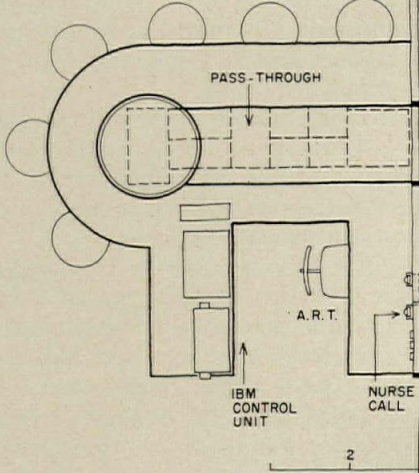 PASS-THROUGH
A.R.T.
IBM
CONTROL
UNIT
NURSE
CALL
2